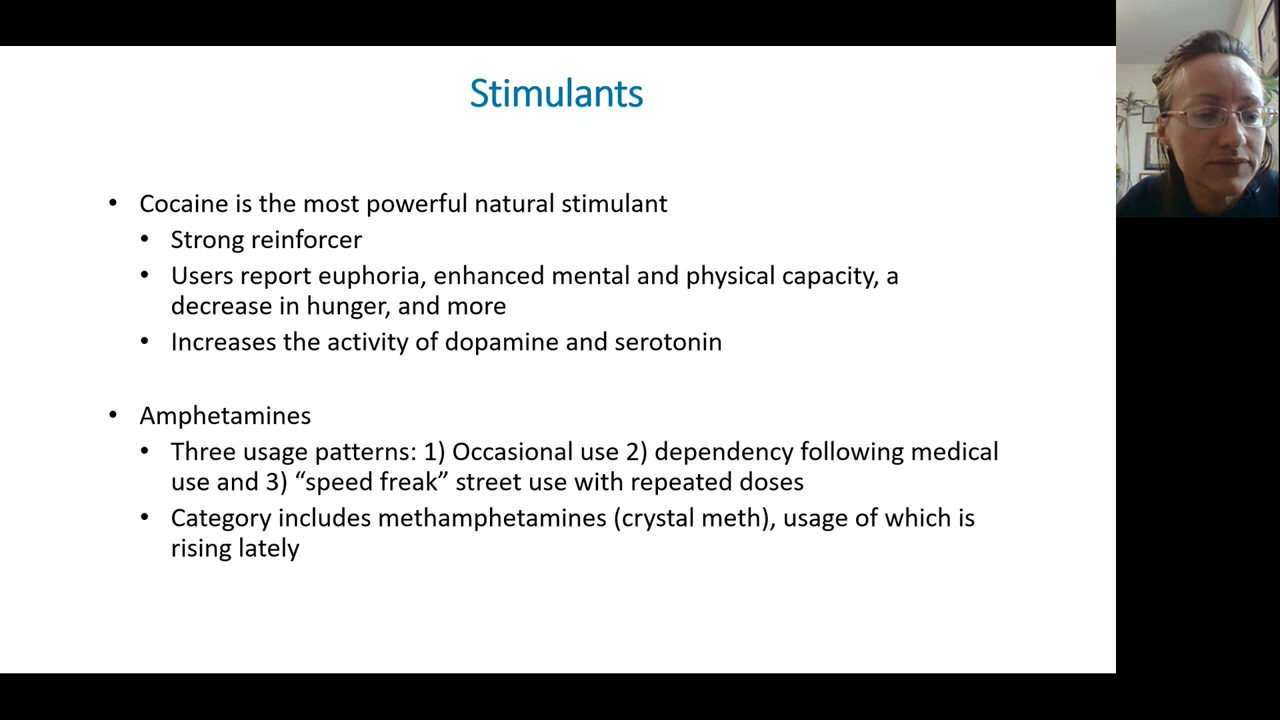 Stimulants
• Cocaine is the most powerful natural stimulant
• Strong reinforcer
• Users report euphoria, enhanced mental and physical capacity, a
decrease in hunger, and more
• Increases the activity of dopamine and serotonin
• Amphetamines
• Three usage patterns: 1) Occasional use 2) dependency following medical
use and 3) “speed freak” street use with repeated doses
• Category includes methamphetamines (crystal meth), usage of which is
rising lately